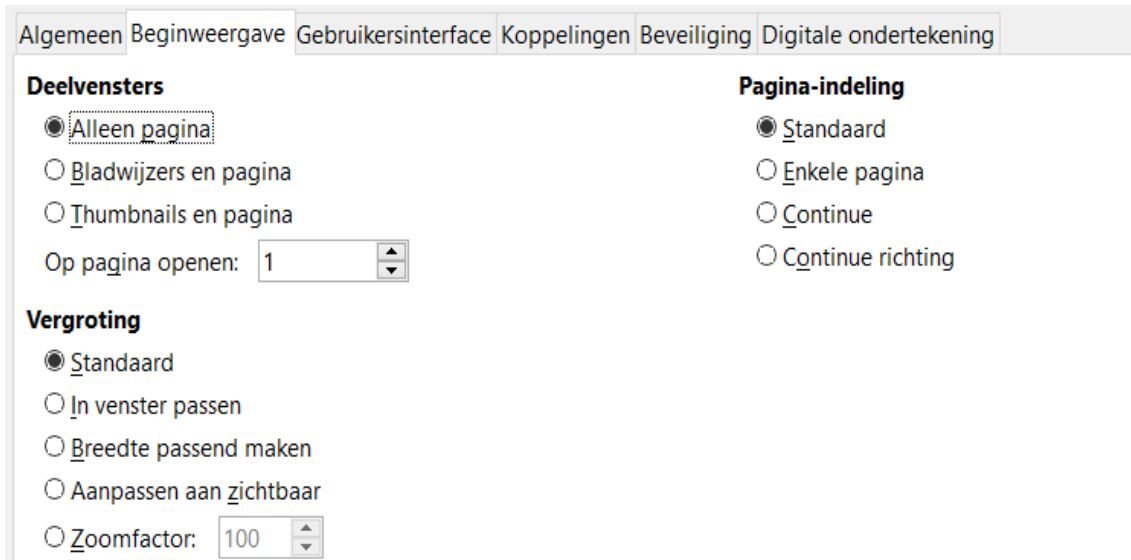 Algemeen Beginweergave Gebruikersinterface Koppelingen Beveiliging Digitale ondertekening
Deelvensters
Alleen pagina
Bladwijzers en pagina
Thumbnails en pagina
Op pagina openen: 1
Vergroting
Standaard
In venster passen
Breedte passend maken
Aanpassen aan zichtbaar
Zoomfactor: 100
Pagina-indeling
Standaard
Enkele pagina
Continue
Continue richting